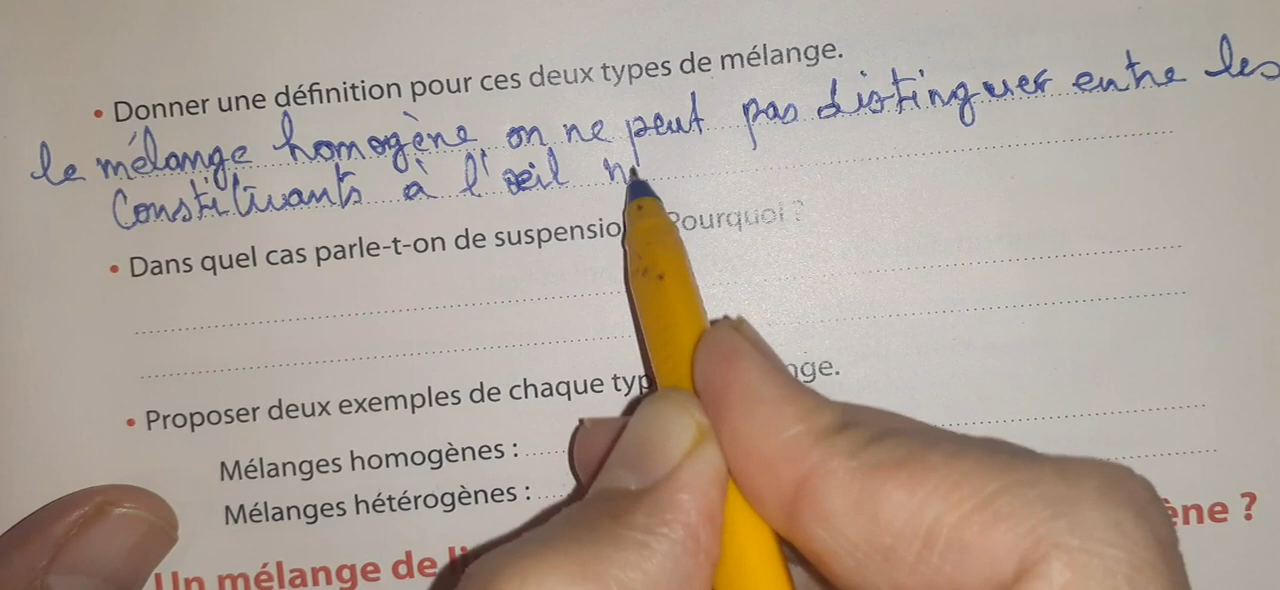 • Donner une définition pour ces deux types de mélange.
le mélange homogène on ne peut pas distinguer entre les
Constituants à l'œil n
• Dans quel cas parle-t-on de suspensio Pourquoi ?
• Proposer deux exemples de chaque typ nge.
Mélanges homogènes :
Mélanges hétérogènes :
Un mélange de li ène ?